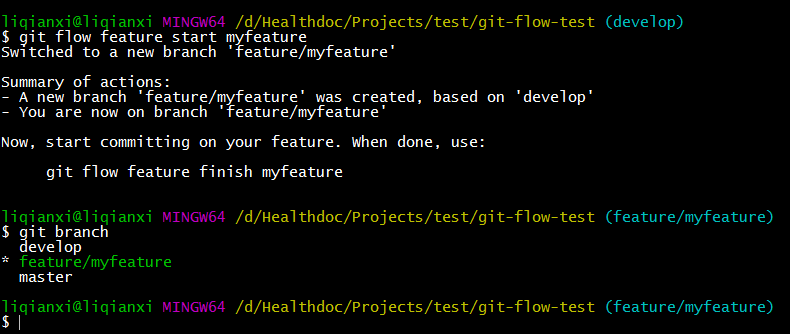 liqianxi@liqianxi MINGW64 /d/Healthdoc/Projects/test/git-flow-test (develop)
$ git flow feature start myfeature
Switched to a new branch 'feature/myfeature'
Summary of actions:
- A new branch 'feature/myfeature' was created, based on 'develop'
- You are now on branch 'feature/myfeature'
Now, start committing on your feature. When done, use:
git flow feature finish myfeature
liqianxi@liqianxi MINGW64 /d/Healthdoc/Projects/test/git-flow-test (feature/myfeature)
$ git branch
develop
* feature/myfeature
master
liqianxi@liqianxi MINGW64 /d/Healthdoc/Projects/test/git-flow-test (feature/myfeature)
$